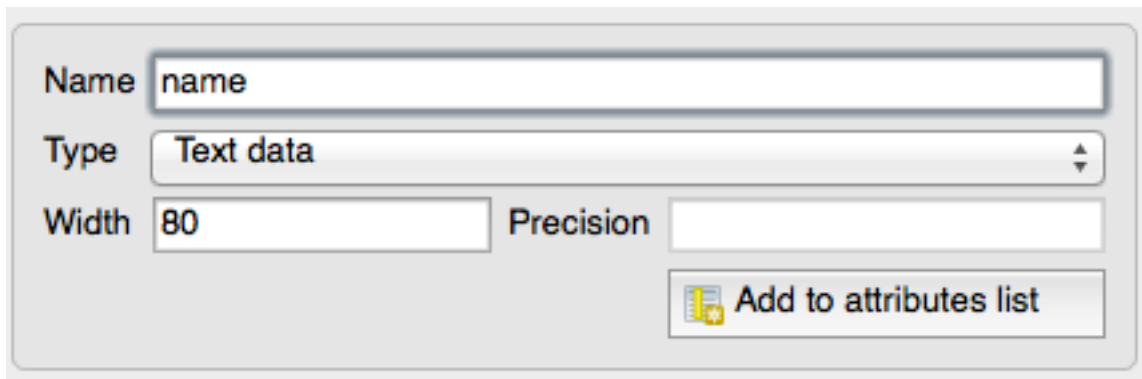 Name name
Type Text data
Width 80 Precision
Add to attributes list